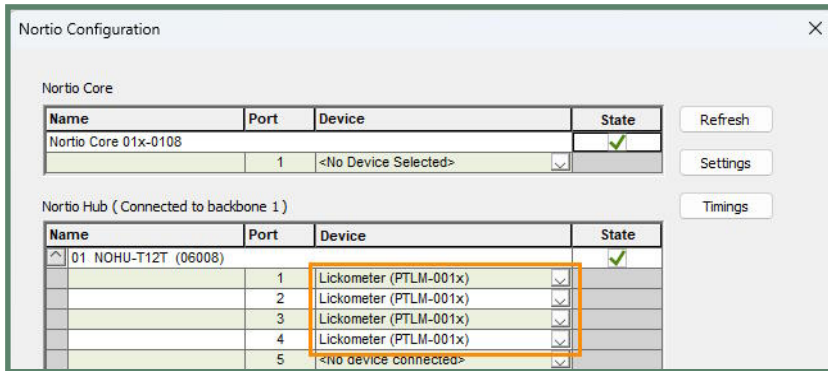 Nortio Configuration
Nortio Core
Name Port Device State Refresh
Nortio Core 01x-0108
1 <No Device Selected> Settings
Nortio Hub ( Connected to backbone 1 ) Timings
Name Port Device State
01 NOHU-T12T (06008)
1 Lickometer (PTLM-001x)
2 Lickometer (PTLM-001x)
3 Lickometer (PTLM-001x)
4 Lickometer (PTLM-001x)
5 <No device connected>